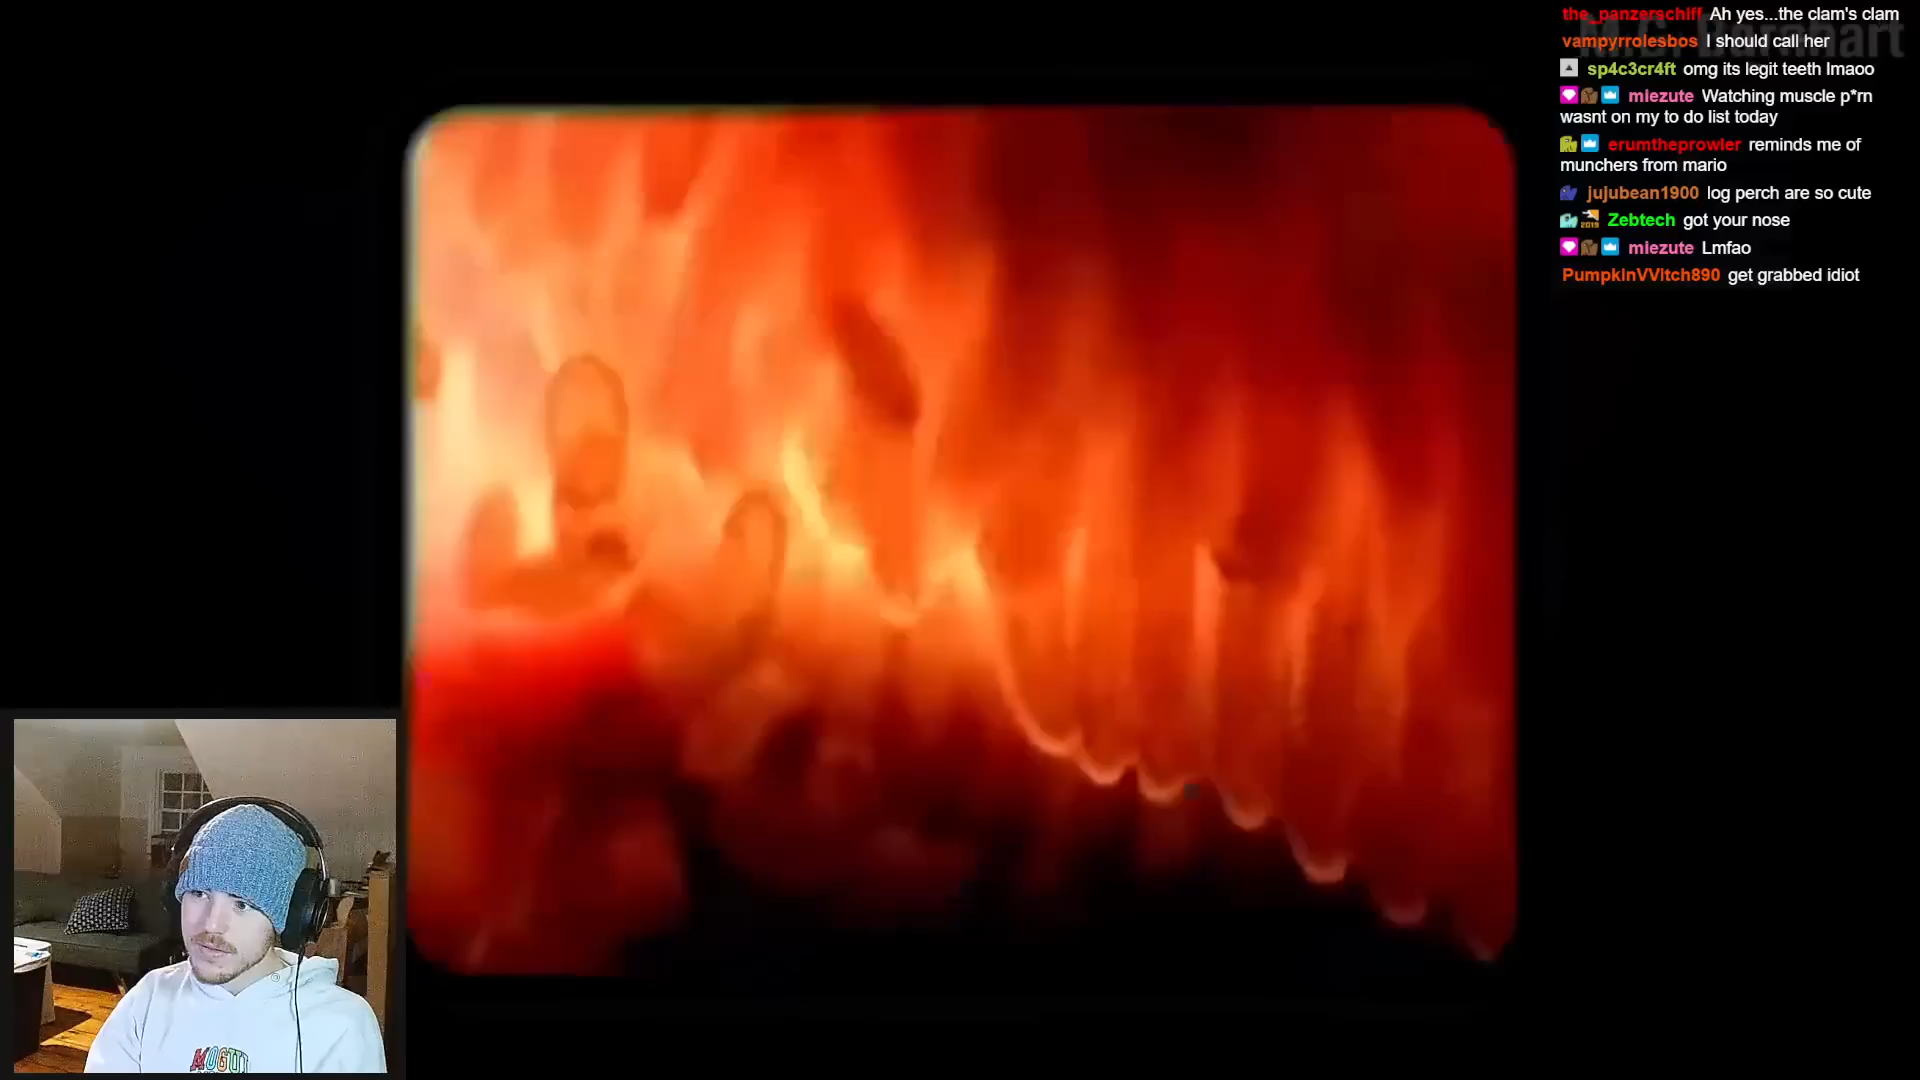 the_panzerschiff Ah yes...the clam's clam
vampyrrolesbos I should call her
M.G. Barnhart
sp4c3cr4ft omg its legit teeth lmaoo
miezute Watching muscle p*rn
wasnt on my to do list today
erumtheprowler reminds me of
munchers from mario
jujubean1900 log perch are so cute
2019 Zebtech got your nose
miezute Lmfao
PumpkinVVitch890 get grabbed idiot